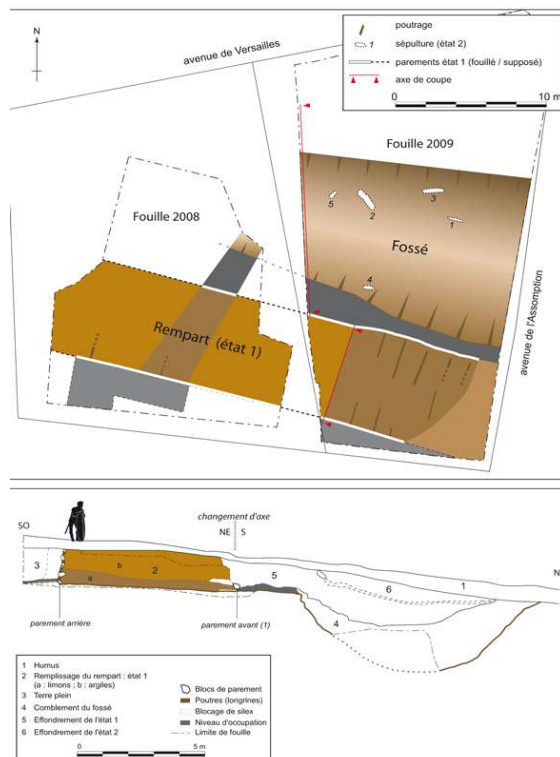 poutrage
1 sépulture (état 2)
parements état 1 (fouillé / supposé)
axe de coupe
0 10 m
N
avenue de Versailles
Fouille 2009
Fouille 2008
5
2
3
1
Fossé
4
Rempart (état 1)
avenue de l'Assomption
changement d'axe
SO
NE S
N
3
b
2
a
5
6
1
4
parement arrière
parement avant (1)
1 Humus
2 Remplissage du rempart : état 1
(a : limons ; b : argiles)
3 Terre plein
4 Comblement du fossé
5 Effondrement de l'état 1
6 Effondrement de l'état 2
Blocs de parement
Poutres (longrines)
Blocage de silex
Niveau d'occupation
Limite de fouille
0 5 m